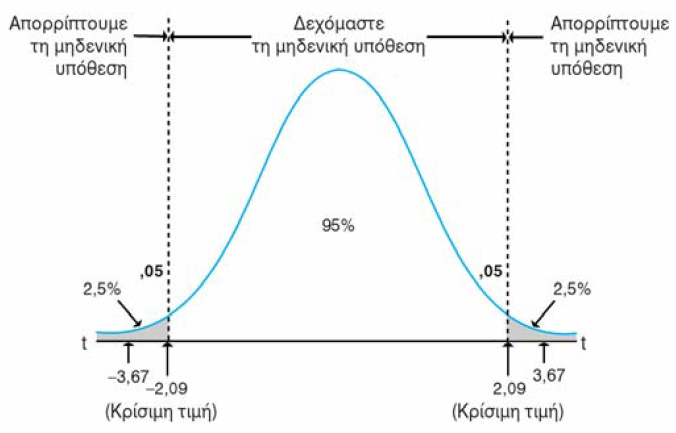 Απορρίπτουμε
τη μηδενική
υπόθεση
Δεχόμαστε
τη μηδενική υπόθεση
Απορρίπτουμε
τη μηδενική
υπόθεση
95%
,05
,05
2,5%
2,5%
t
t
–3,67
–2,09
(Κρίσιμη τιμή)
2,09
3,67
(Κρίσιμη τιμή)